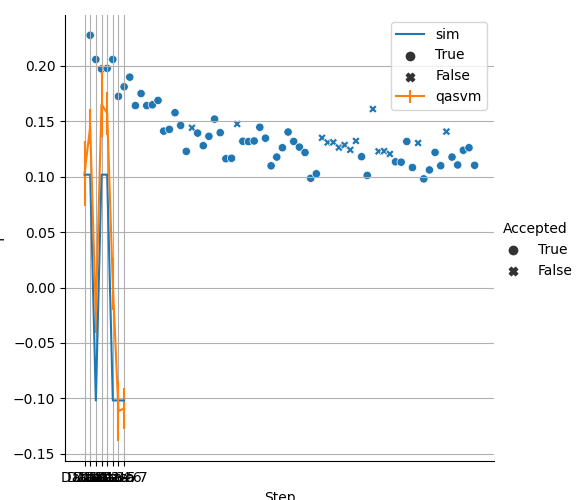 sim
True
False
qasvm
0.20
0.15
0.10
0.05
0.00
−0.05
−0.10
−0.15
Accepted
True
False
Step